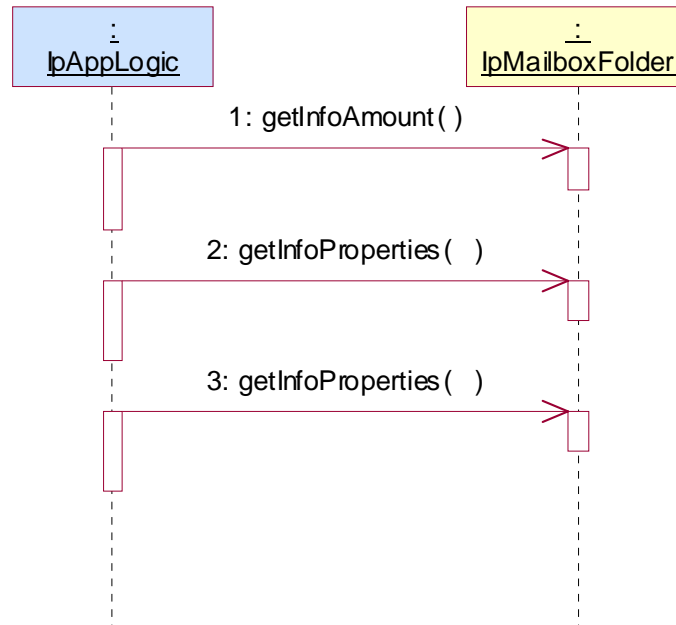 :
IpAppLogic
:
IpMailboxFolder
1: getInfoAmount( )
2: getInfoProperties( )
3: getInfoProperties( )